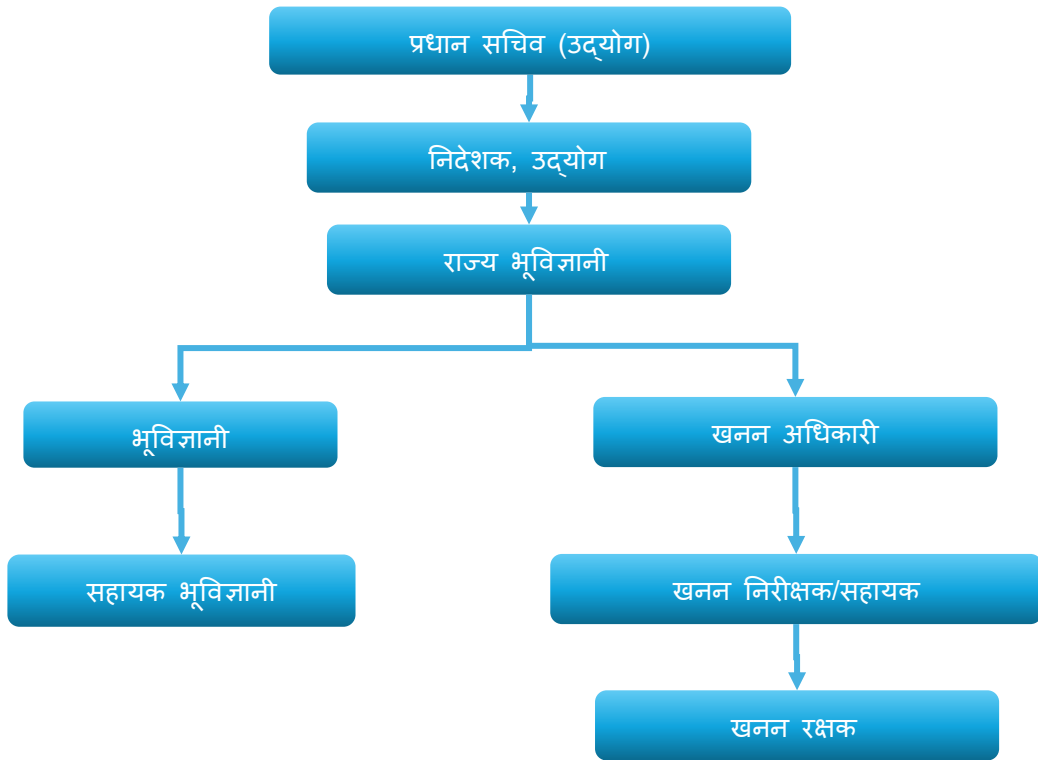 प्रधान सचिव (उद्योग)
निदेशक, उद्योग
राज्य भूविज्ञानी
भूविज्ञानी
खनन अधिकारी
सहायक भूविज्ञानी
खनन निरीक्षक/सहायक
खनन रक्षक